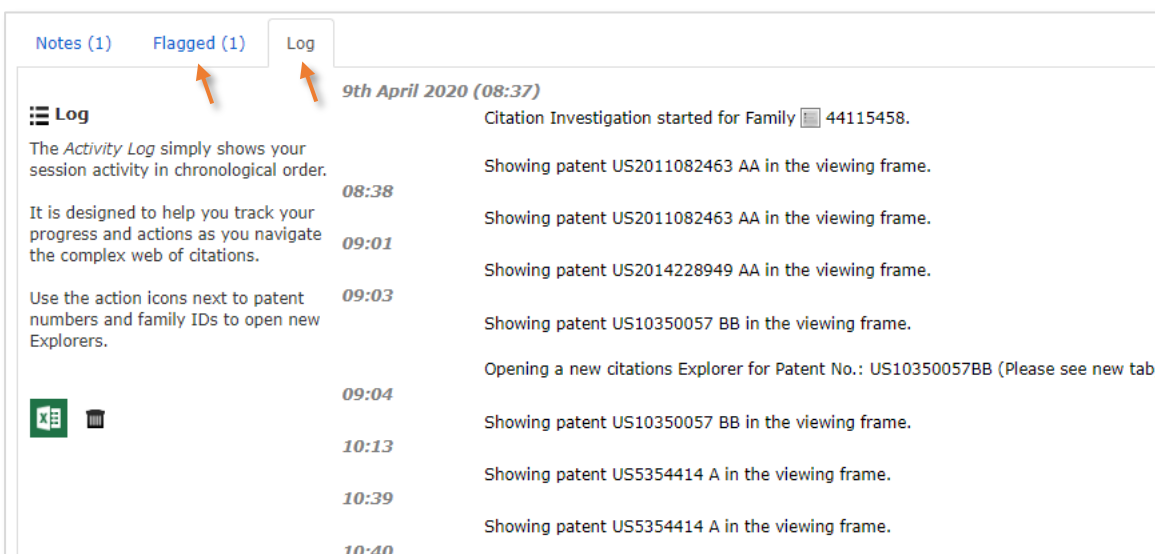 Notes (1) Flagged (1) Log
Log
The Activity Log simply shows your
session activity in chronological order.
It is designed to help you track your
progress and actions as you navigate
the complex web of citations.
Use the action icons next to patent
numbers and family IDs to open new
Explorers.
9th April 2020 (08:37)
Citation Investigation started for Family 44115458.
Showing patent US2011082463 AA in the viewing frame.
08:38
Showing patent US2011082463 AA in the viewing frame.
09:01
Showing patent US2014228949 AA in the viewing frame.
09:03
Showing patent US10350057 BB in the viewing frame.
Opening a new citations Explorer for Patent No.: US10350057BB (Please see new tab
09:04
Showing patent US10350057 BB in the viewing frame.
10:13
Showing patent US5354414 A in the viewing frame.
10:39
Showing patent US5354414 A in the viewing frame.
10:40